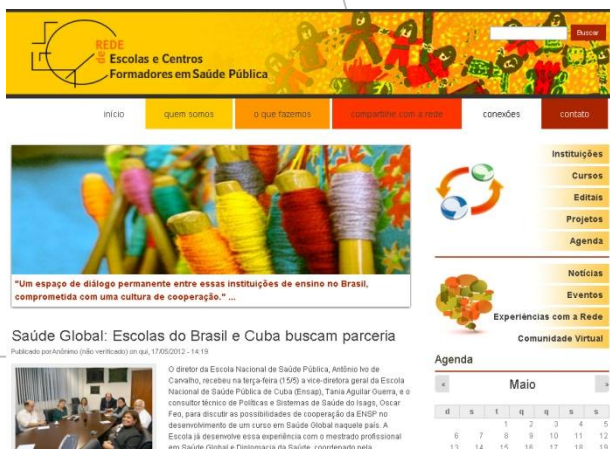 REDE
de Escolas e Centros
Formadores em Saúde Pública
Buscar
início
quem somos
o que fazemos
compartilhe com a rede
conexões
contato
"Um espaço de diálogo permanente entre essas instituições de ensino no Brasil,
comprometida com uma cultura de cooperação." ...
Saúde Global: Escolas do Brasil e Cuba buscam parceria
Publicado por Anônimo (não verificado) on qui, 17/05/2012 - 14:19
O diretor da Escola Nacional de Saúde Pública, Antônio Ivo de
Carvalho, recebeu na terça-feira (15/5) a vice-diretora geral da Escola
Nacional de Saúde Pública de Cuba (Ensap), Tania Aguilar Guerra, e o
consultor técnico de Políticas e Sistemas de Saúde do Isags, Oscar
Feo, para discutir as possibilidades de cooperação da ENSP no
desenvolvimento de um curso em Saúde Global naquele país. A
Escola já desenvolve essa experiência com o mestrado profissional
em Saúde Global e Diplomacia da Saúde, coordenado pela
Instituições
Cursos
Editais
Projetos
Agenda
Notícias
Eventos
Experiências com a Rede
Comunidade Virtual
Agenda
« Maio »
d s t q q s s
1 2 3 4 5
6 7 8 9 10 11 12
13 14 15 16 17 18 19